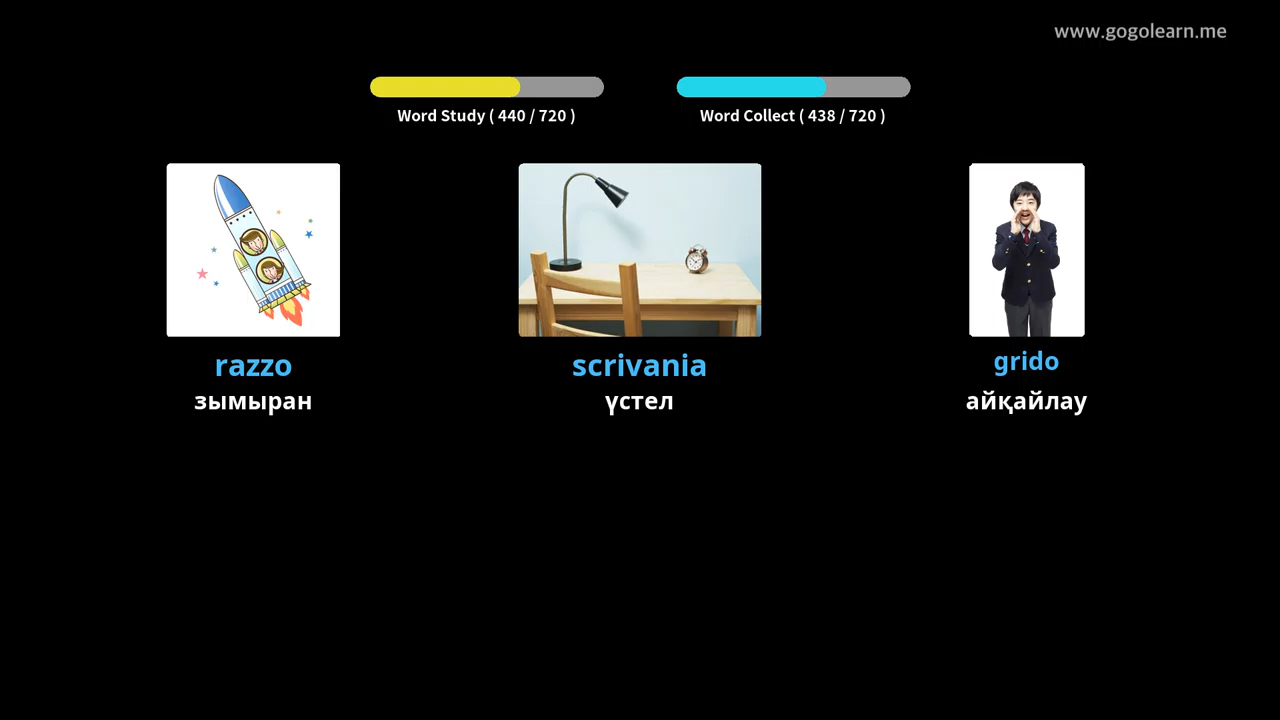 www.gogolearn.me
Word Study ( 440 / 720 )
Word Collect ( 438 / 720 )
razzo
зымыран
scrivania
үстел
grido
айқайлау